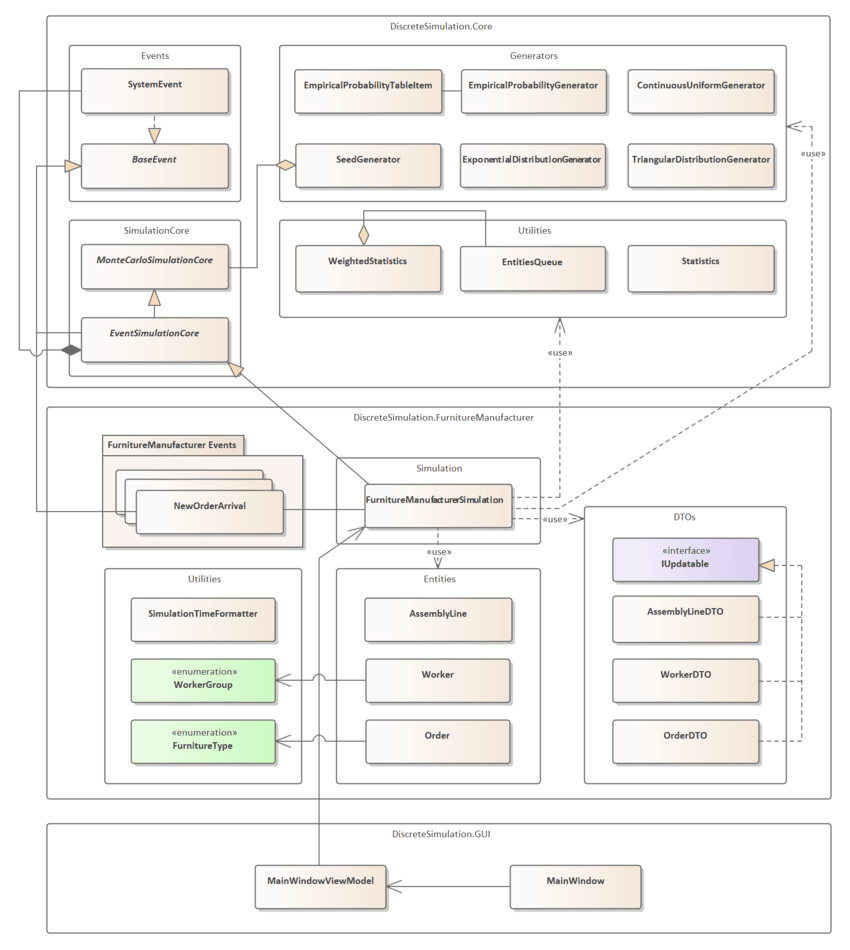 DiscreteSimulation.Core
Events
Generators
SystemEvent
EmpiricalProbabilityTableItem
EmpiricalProbabilityGenerator
ContinuousUniformGenerator
BaseEvent
SeedGenerator
ExponentialDistributionGenerator
TriangularDistributionGenerator
«use»
SimulationCore
Utilities
MonteCarloSimulationCore
WeightedStatistics
EntitiesQueue
Statistics
EventSimulationCore
«use»
DiscreteSimulation.FurnitureManufacturer
FurnitureManufacturer Events
Simulation
NewOrderArrival
FurnitureManufacturerSimulation
«use»
DTOs
«use»
«interface»
IUpdatable
Utilities
Entities
SimulationTimeFormatter
AssemblyLine
AssemblyLineDTO
«enumeration»
WorkerGroup
Worker
WorkerDTO
«enumeration»
FurnitureType
Order
OrderDTO
DiscreteSimulation.GUI
MainWindowViewModel
MainWindow